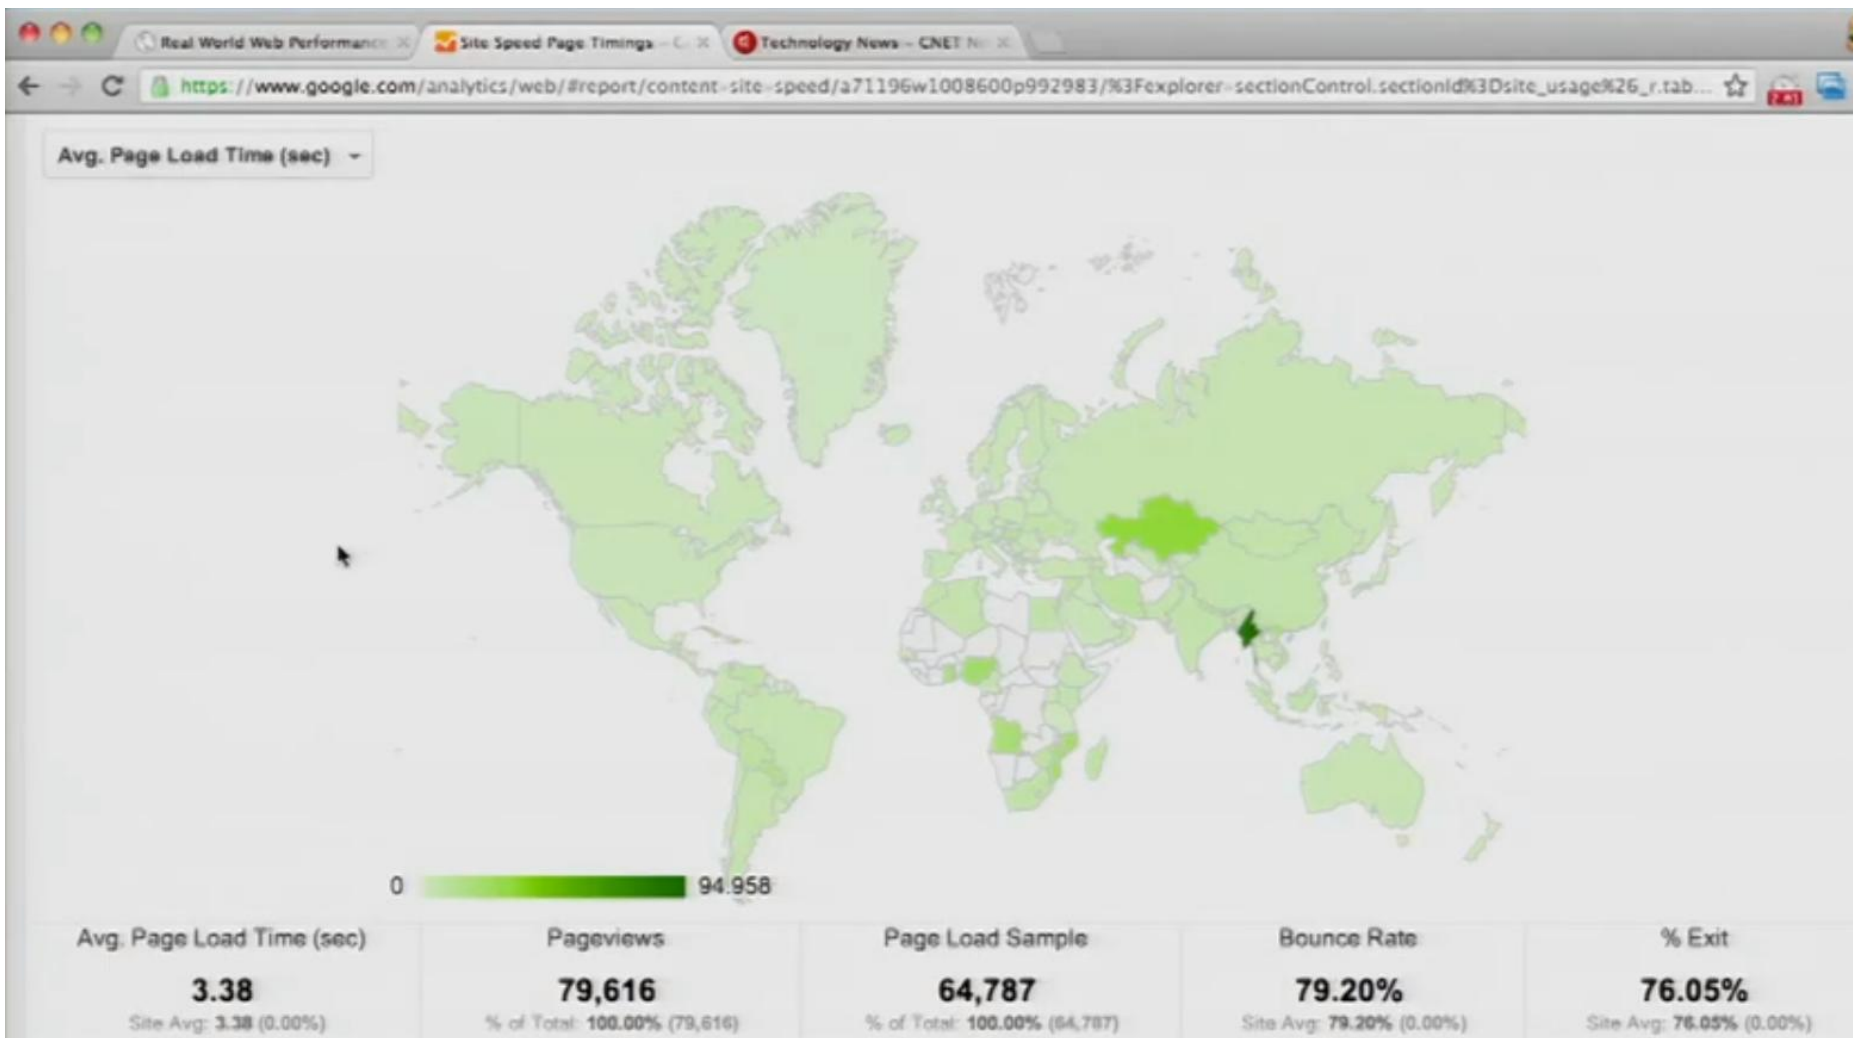 Real World Web Performance
Site Speed Page Timings - C
Technology News - CNET N
https://www.google.com/analytics/web/#report/content-site-speed/a71196w1008600p992983/%3Fexplorer-sectionControl.sectionId%3Dsite_usage%26_r.tab...
2.61
Avg. Page Load Time (sec)
0 94.958
Avg. Page Load Time (sec) Pageviews Page Load Sample Bounce Rate % Exit
3.38 79,616 64,787 79.20% 76.05%
Site Avg: 3.38 (0.00%) % of Total: 100.00% (79,616) % of Total: 100.00% (64,787) Site Avg: 79.20% (0.00%) Site Avg: 76.05% (0.00%)